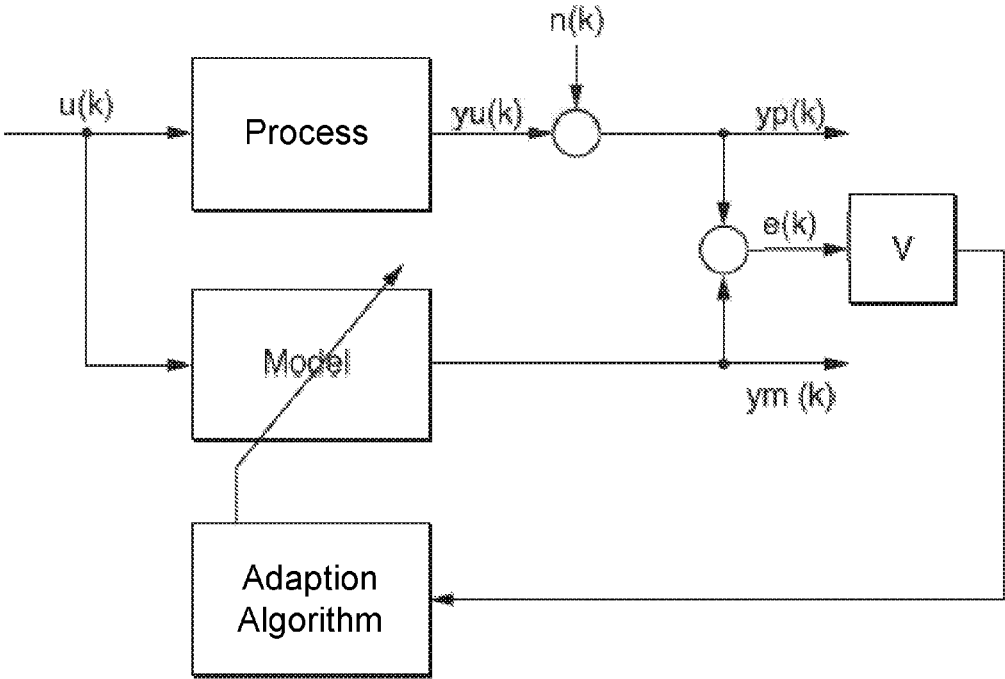 n(k)
u(k)
Process
yu(k)
yp(k)
e(k)
V
Model
ym (k)
Adaption
Algorithm